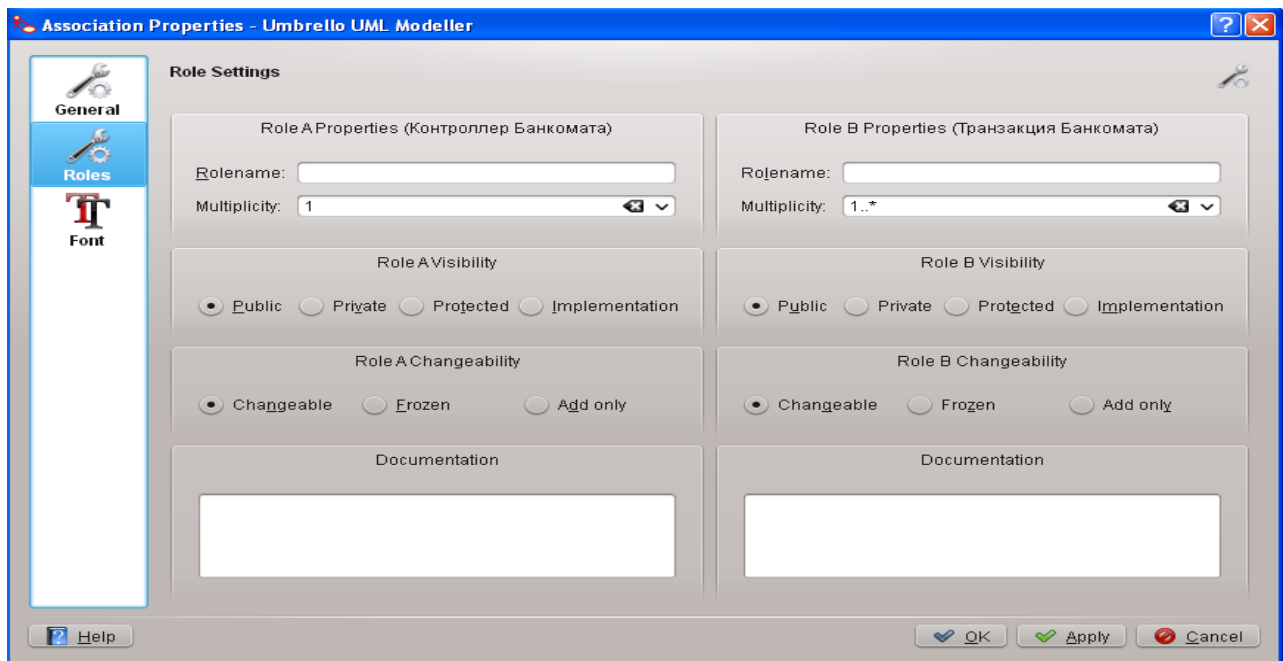 Association Properties - Umbrello UML Modeller
General
Roles
Font
Role Settings
Role A Properties (Контроллер Банкомата)
Rolename:
Multiplicity: 1
Role A Visibility
Public Private Protected Implementation
Role A Changeability
Changeable Frozen Add only
Documentation
Role B Properties (Транзакция Банкомата)
Rolename:
Multiplicity: 1..*
Role B Visibility
Public Private Protected Implementation
Role B Changeability
Changeable Frozen Add only
Documentation
Help OK Apply Cancel